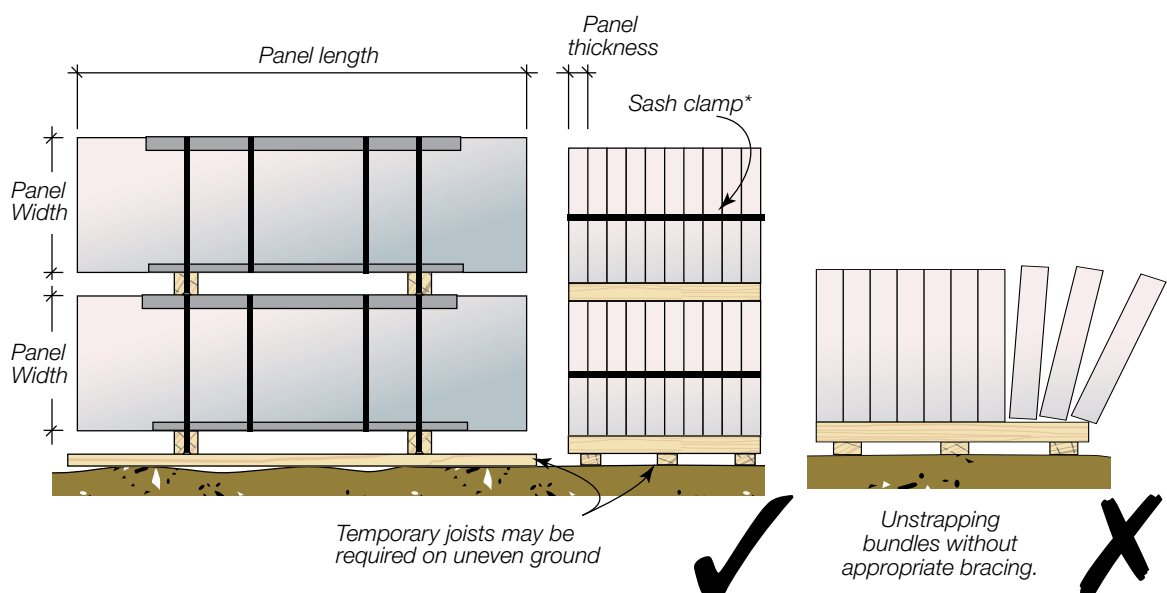 Panel length
Panel
thickness
Sash clamp*
Panel
Width
Panel
Width
Temporary joists may be
required on uneven ground
Unstrapping
bundles without
appropriate bracing.